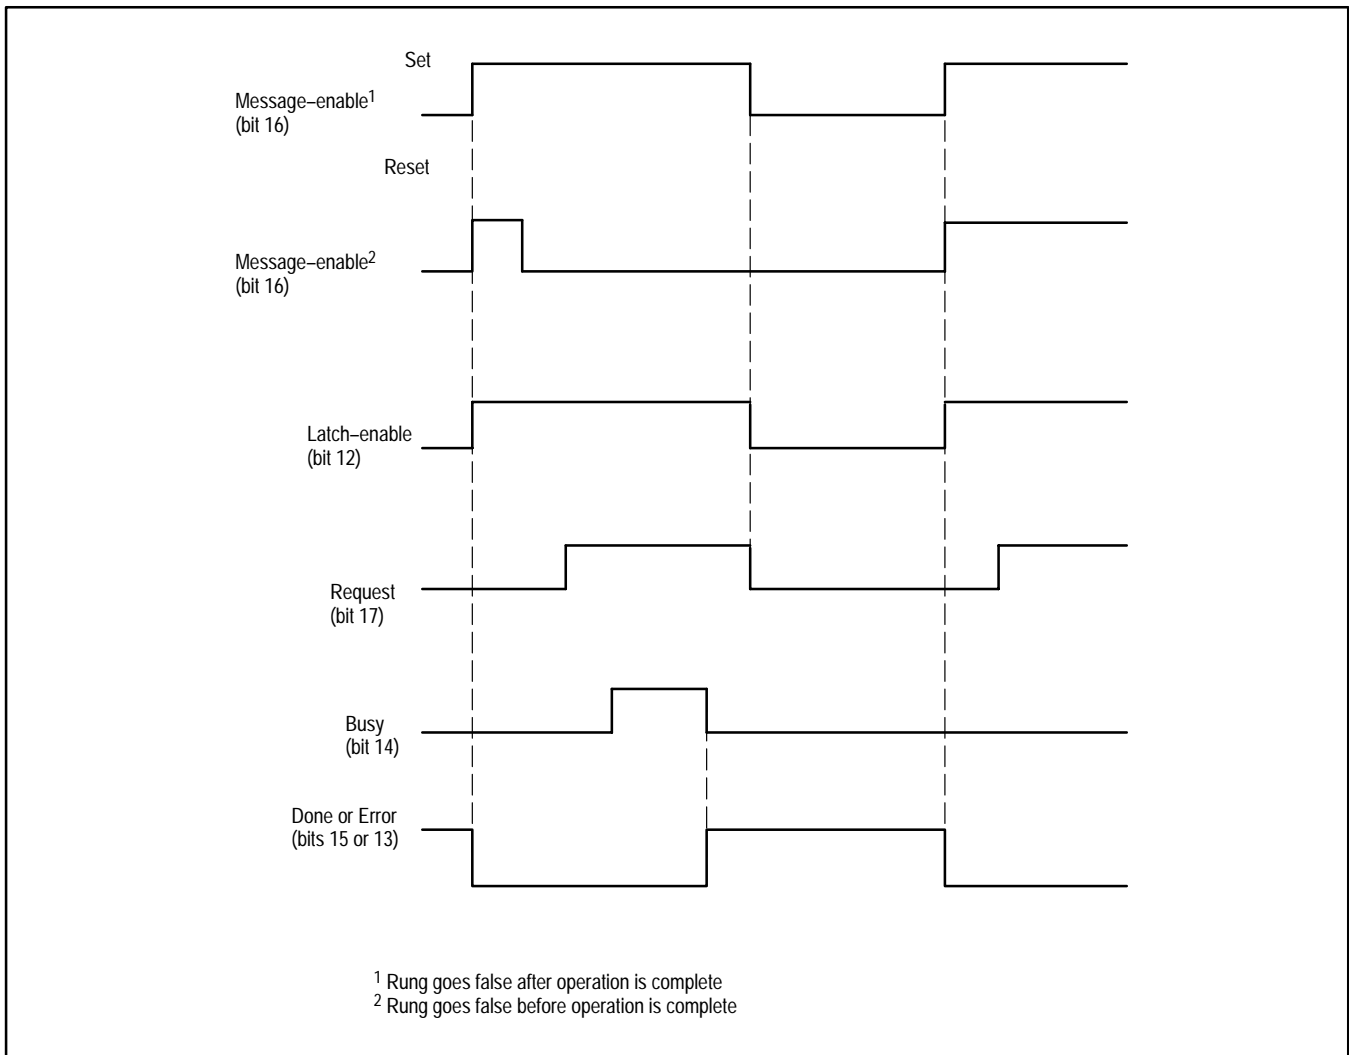 Set
Message–enable1
(bit 16)
Reset
Message–enable2
(bit 16)
Latch–enable
(bit 12)
Request
(bit 17)
Busy
(bit 14)
Done or Error
(bits 15 or 13)
1 Rung goes false after operation is complete
2 Rung goes false before operation is complete